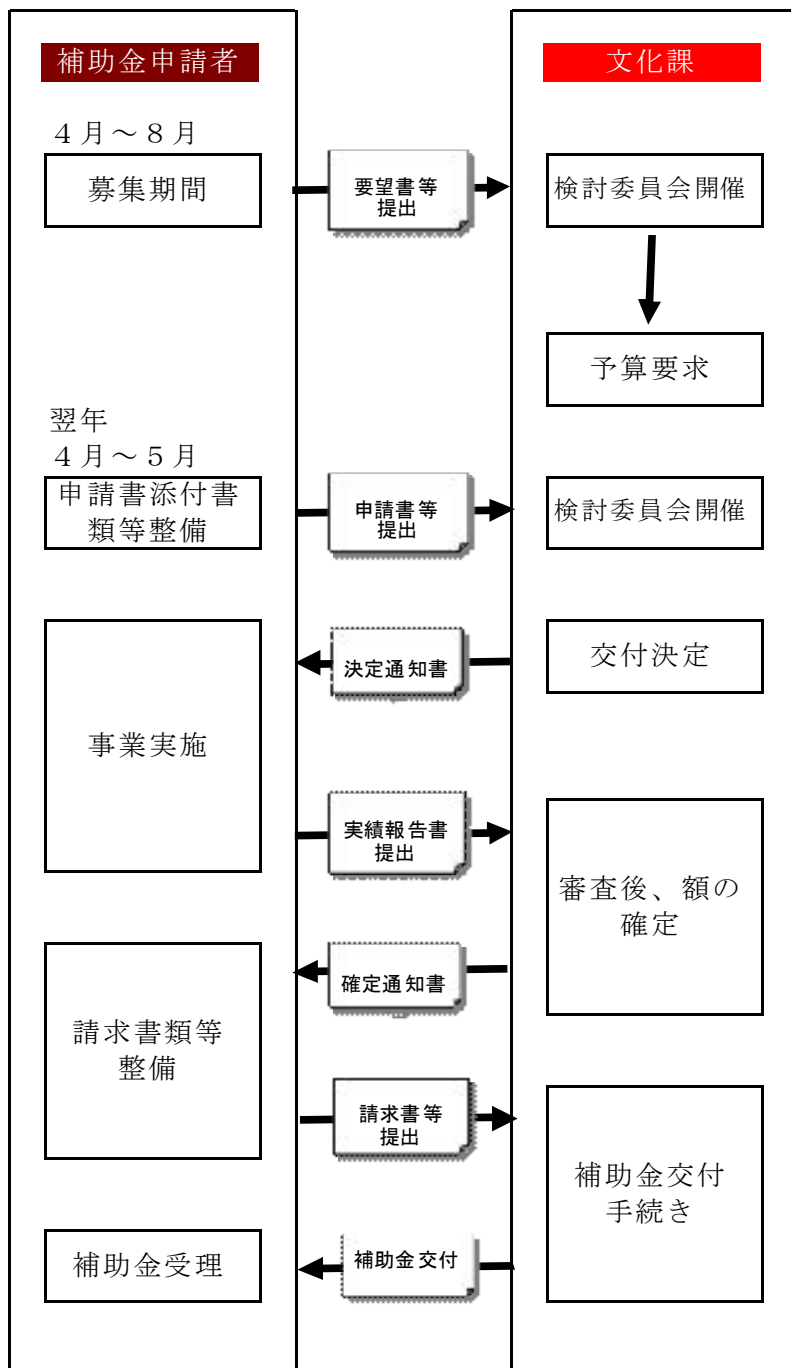 補助金申請者
文化課
４月～８月
募集期間
要望書等
提出
検討委員会開催
予算要求
翌年
４月～５月
申請書添付書
類等整備
申請書等
提出
検討委員会開催
決定通知書
交付決定
事業実施
実績報告書
提出
審査後、額の
確定
確定通知書
請求書類等
整備
請求書等
提出
補助金交付
手続き
補助金受理
補助金交付